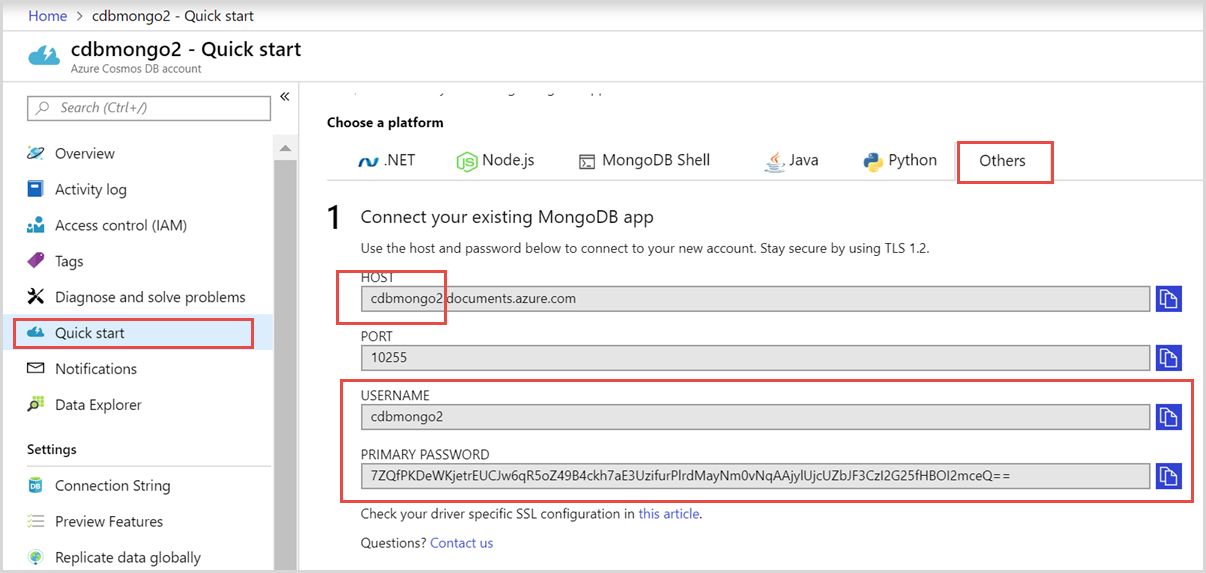 Home > cdbmongo2 - Quick start
cdbmongo2 - Quick start
Azure Cosmos DB account
Search (Ctrl+/)
«
Overview
Activity log
Access control (IAM)
Tags
Diagnose and solve problems
Quick start
Notifications
Data Explorer
Settings
Connection String
Preview Features
Replicate data globally
Choose a platform
.NET
Node.js
MongoDB Shell
Java
Python
Others
1 Connect your existing MongoDB app
Use the host and password below to connect to your new account. Stay secure by using TLS 1.2.
HOST
cdbmongo2.documents.azure.com
PORT
10255
USERNAME
cdbmongo2
PRIMARY PASSWORD
7ZQfPKDeWKjetrEUCJw6qR5oZ49B4ckh7aE3UzifurPlrdMayNm0vNqAAjylUjcUZbJF3CzI2G25fHBOl2mceQ==
Check your driver specific SSL configuration in this article.
Questions? Contact us